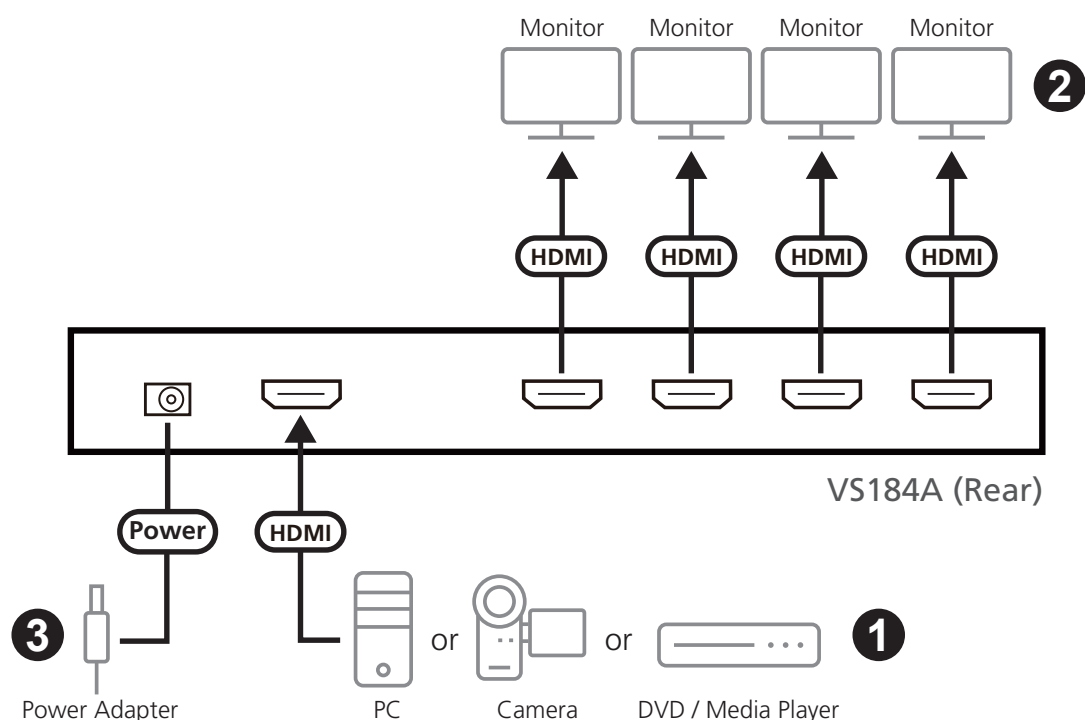 Monitor Monitor Monitor Monitor
2
HDMI HDMI HDMI HDMI
VS184A (Rear)
Power HDMI
3 or or 1
Power Adapter PC Camera DVD / Media Player